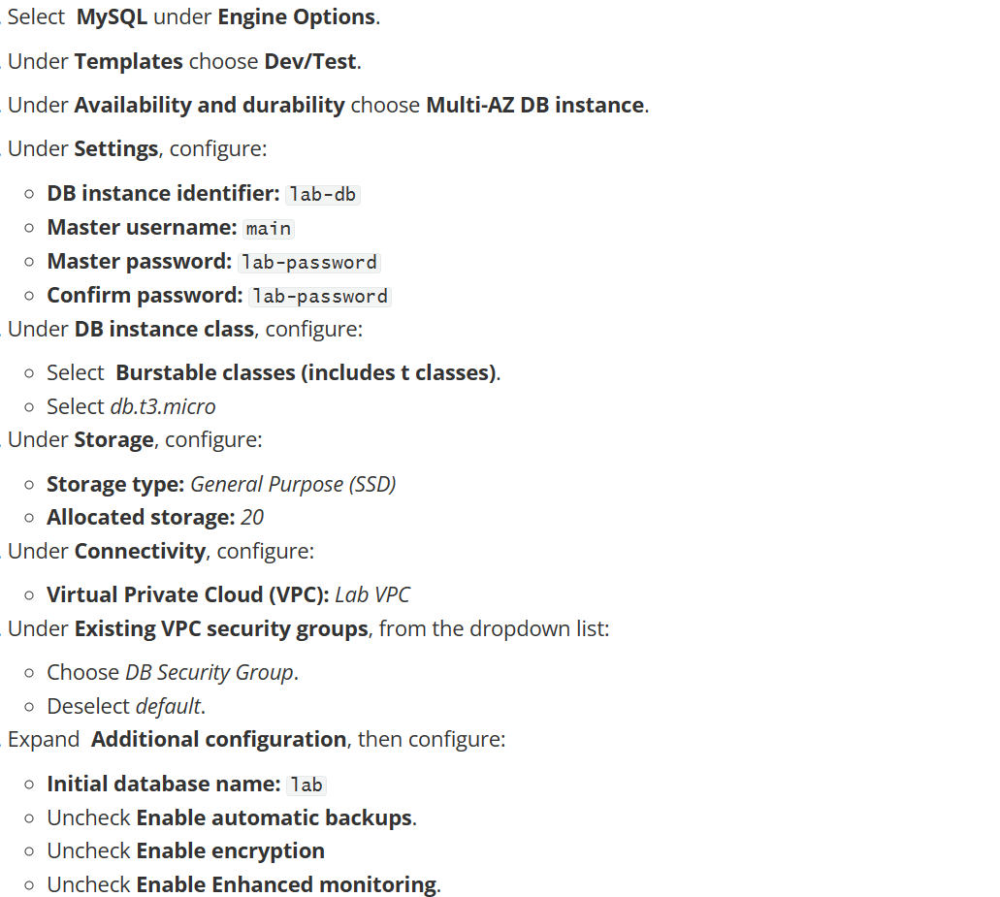 . Select MySQL under Engine Options.
. Under Templates choose Dev/Test.
. Under Availability and durability choose Multi-AZ DB instance.
. Under Settings, configure:
○ DB instance identifier: lab-db
○ Master username: main
○ Master password: lab-password
○ Confirm password: lab-password
. Under DB instance class, configure:
○ Select Burstable classes (includes t classes).
○ Select db.t3.micro
. Under Storage, configure:
○ Storage type: General Purpose (SSD)
○ Allocated storage: 20
. Under Connectivity, configure:
○ Virtual Private Cloud (VPC): Lab VPC
. Under Existing VPC security groups, from the dropdown list:
○ Choose DB Security Group.
○ Deselect default.
. Expand Additional configuration, then configure:
○ Initial database name: lab
○ Uncheck Enable automatic backups.
○ Uncheck Enable encryption
○ Uncheck Enable Enhanced monitoring.